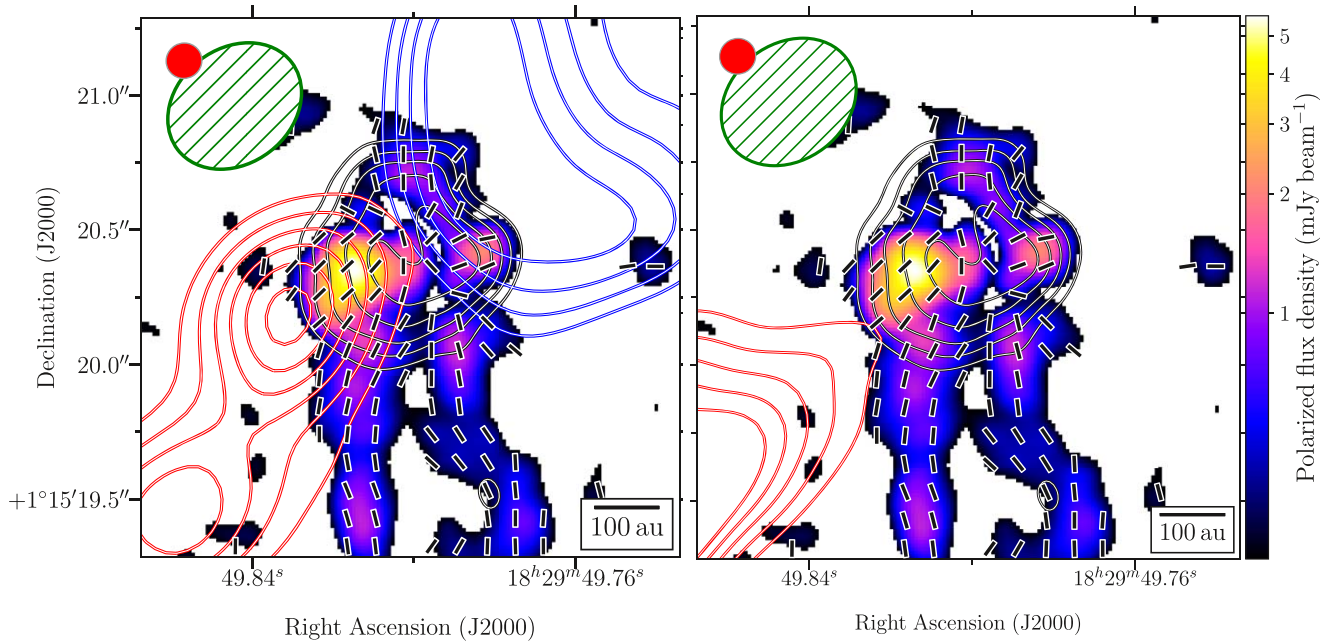 21.0″
20.5″
20.0″
+1°15′19.5″
Declination (J2000)
100 au
49.84ˢ
18ʰ29ᵐ49.76ˢ
Right Ascension (J2000)
100 au
49.84ˢ
18ʰ29ᵐ49.76ˢ
Right Ascension (J2000)
5
4
3
2
1
Polarized flux density (mJy beam⁻¹)